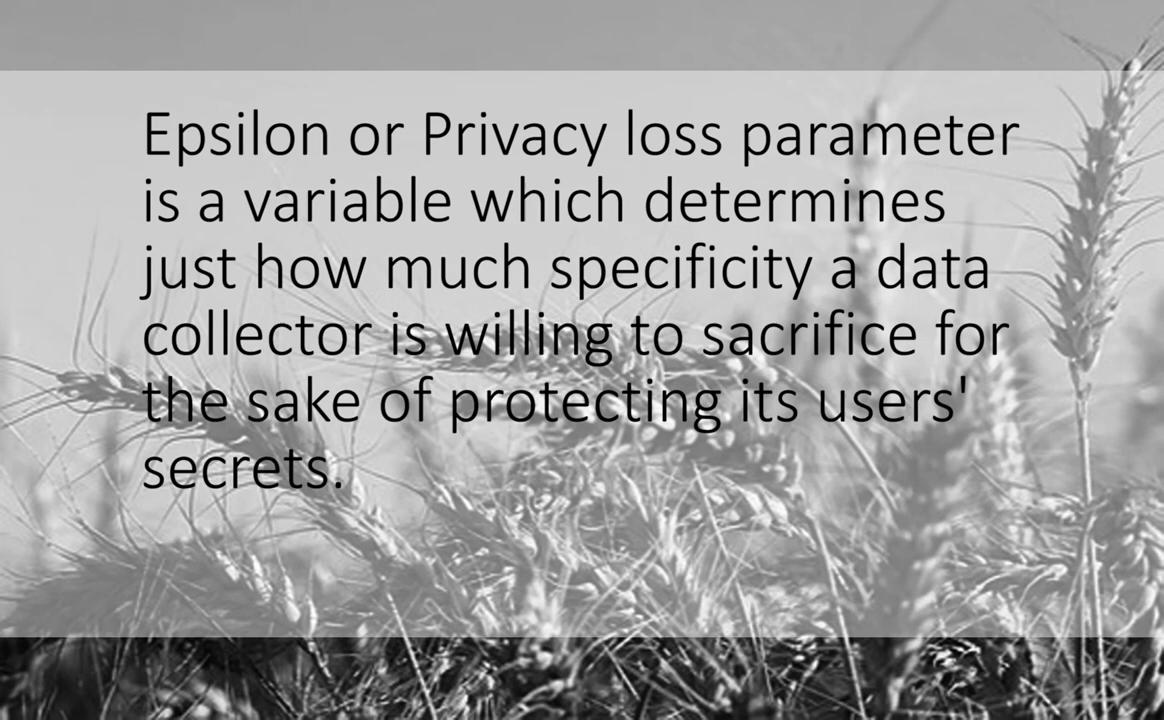 Epsilon or Privacy loss parameter
is a variable which determines
just how much specificity a data
collector is willing to sacrifice for
the sake of protecting its users'
secrets.